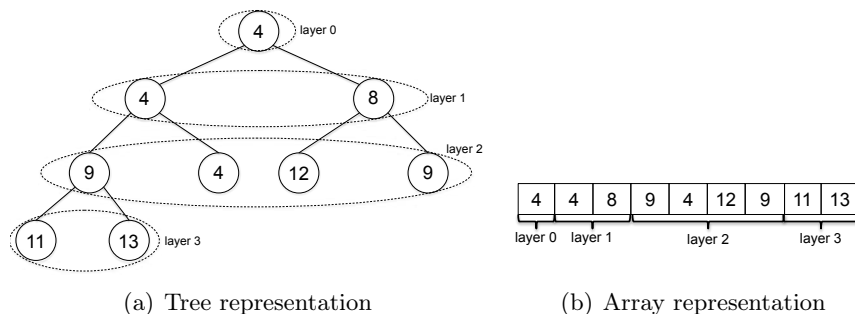 4
layer 0
4 8
layer 1
layer 2
9 4 12 9
11 13
layer 3
(a) Tree representation
4 4 8 9 4 12 9 11 13
layer 0 layer 1 layer 2 layer 3
(b) Array representation